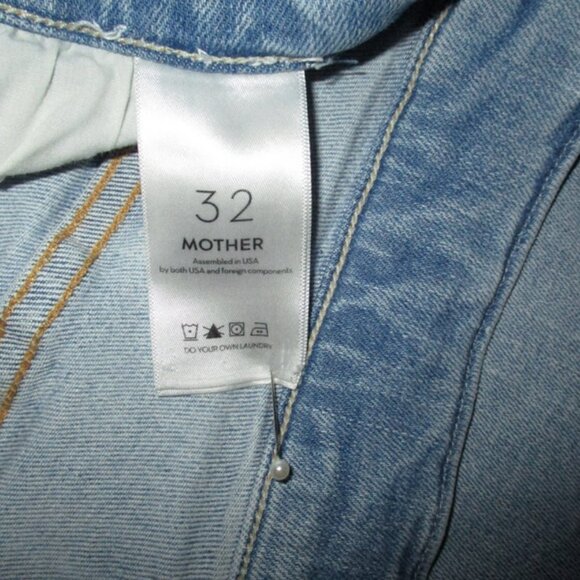 32
MOTHER
Assembled in USA
by both USA and foreign components
DO YOUR OWN LAUNDRY